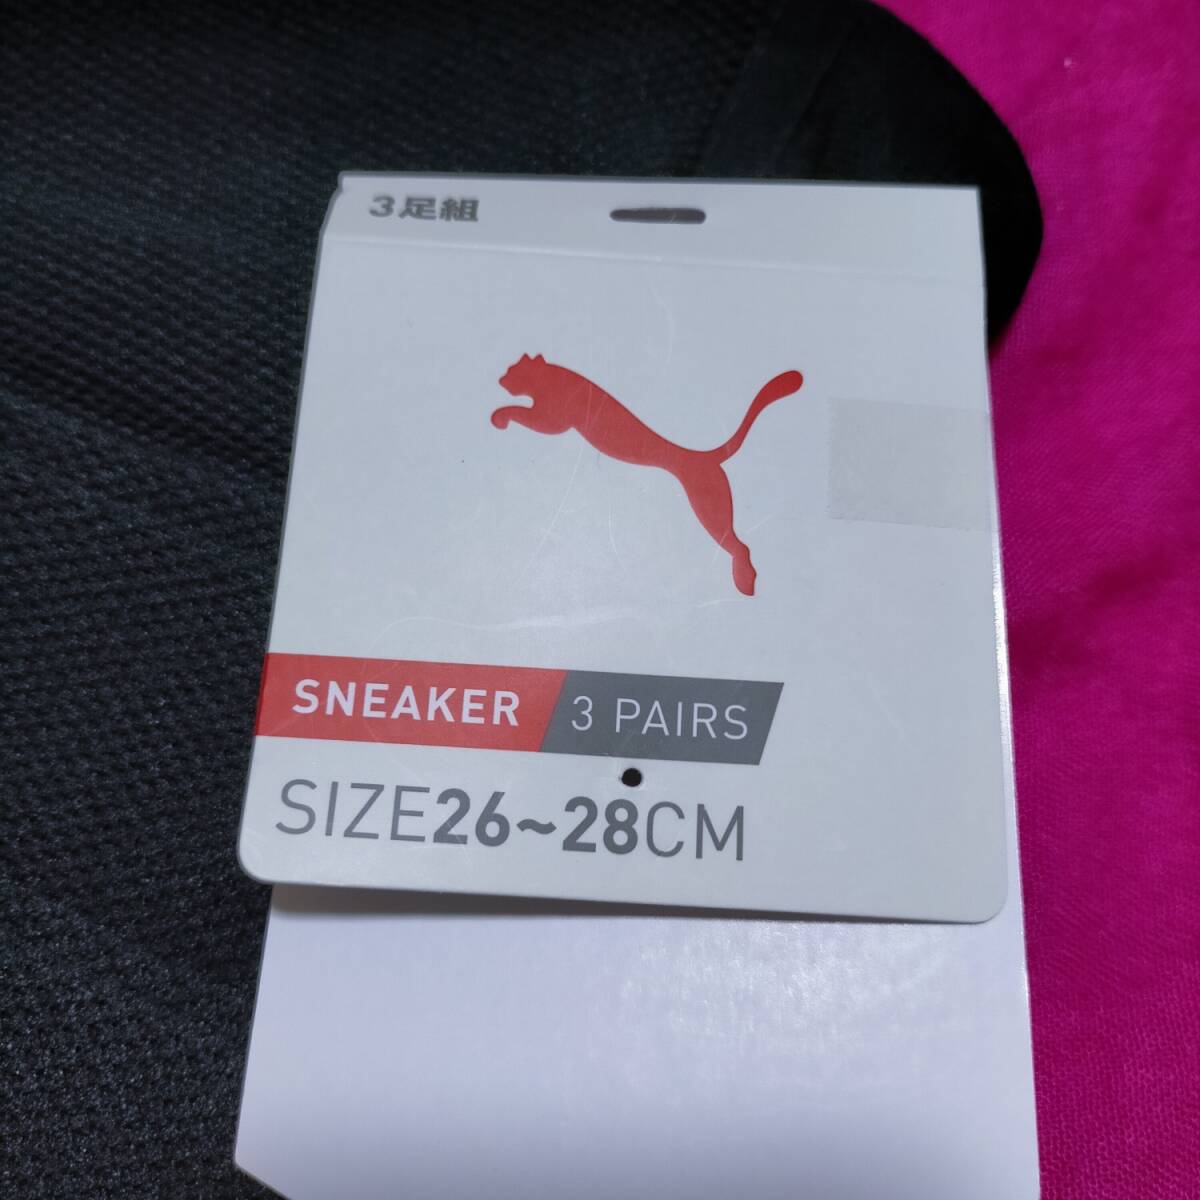 3足組
SNEAKER 3 PAIRS
SIZE26~28CM